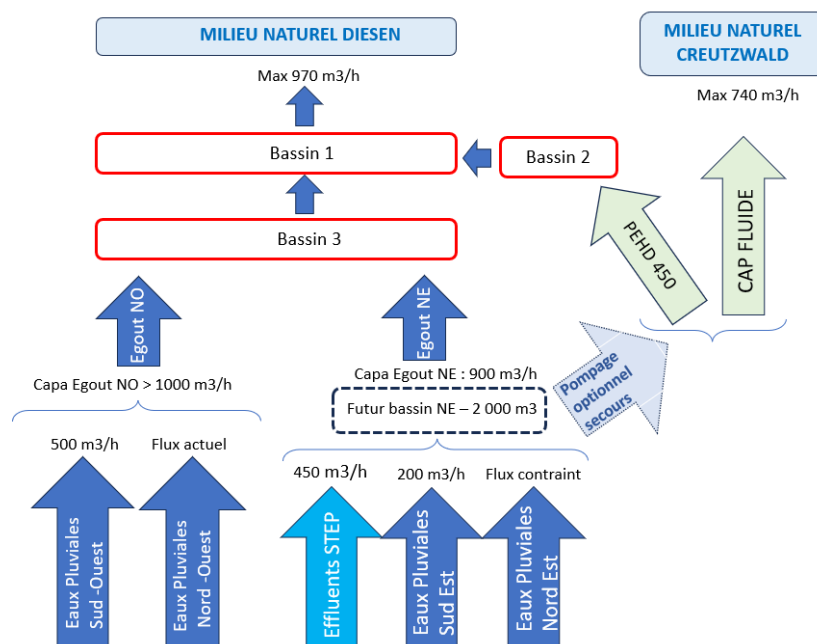 MILIEU NATUREL DIESEN
MILIEU NATUREL
CREUTZWALD
Max 970 m3/h
Max 740 m3/h
Bassin 1
Bassin 2
Bassin 3
PEHD 450
CAP FLUIDE
Egout NO
Egout NE
Capa Egout NO > 1000 m3/h
Capa Egout NE : 900 m3/h
Pompage
optionnel
secours
Futur bassin NE – 2 000 m3
500 m3/h
Flux actuel
450 m3/h
200 m3/h
Flux contraint
Eaux Pluviales
Sud -Ouest
Eaux Pluviales
Nord -Ouest
Effluents STEP
Eaux Pluviales
Sud Est
Eaux Pluviales
Nord Est